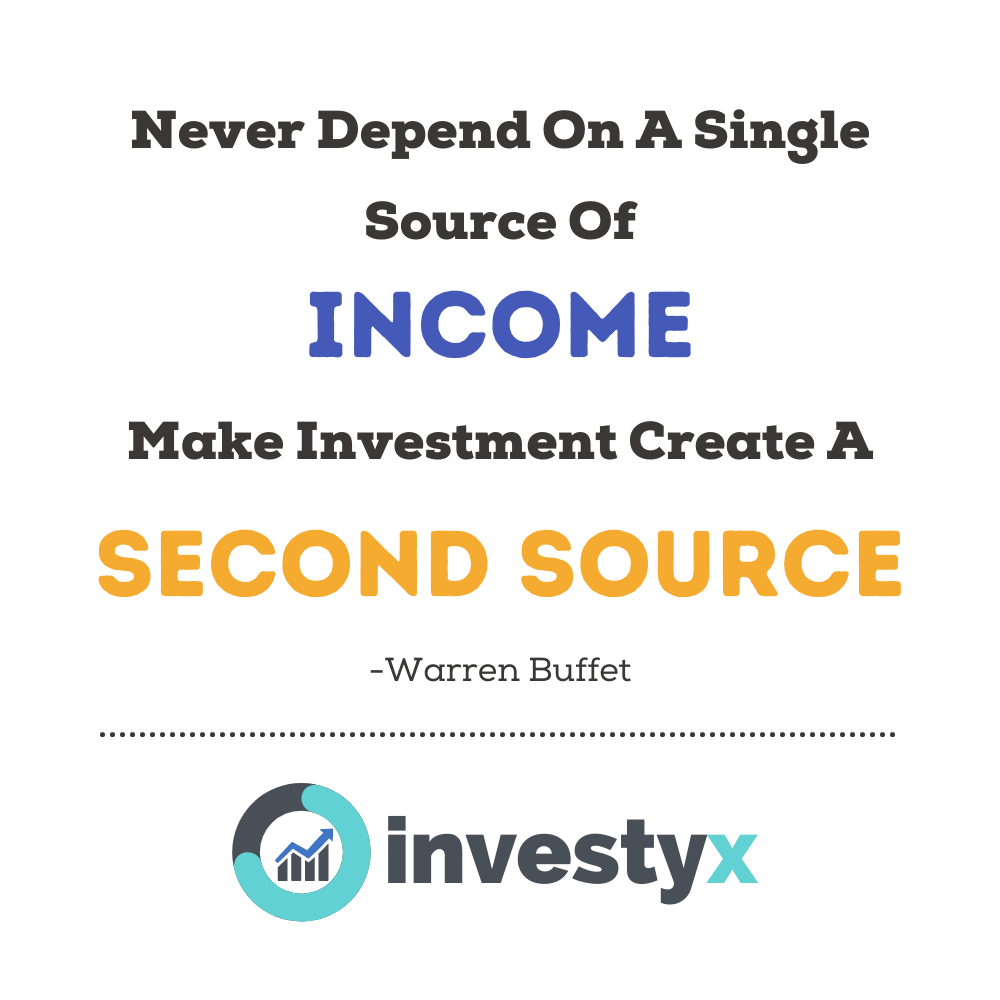 Never Depend On A Single
Source Of
INCOME
Make Investment Create A
SECOND SOURCE
-Warren Buffet
investyx